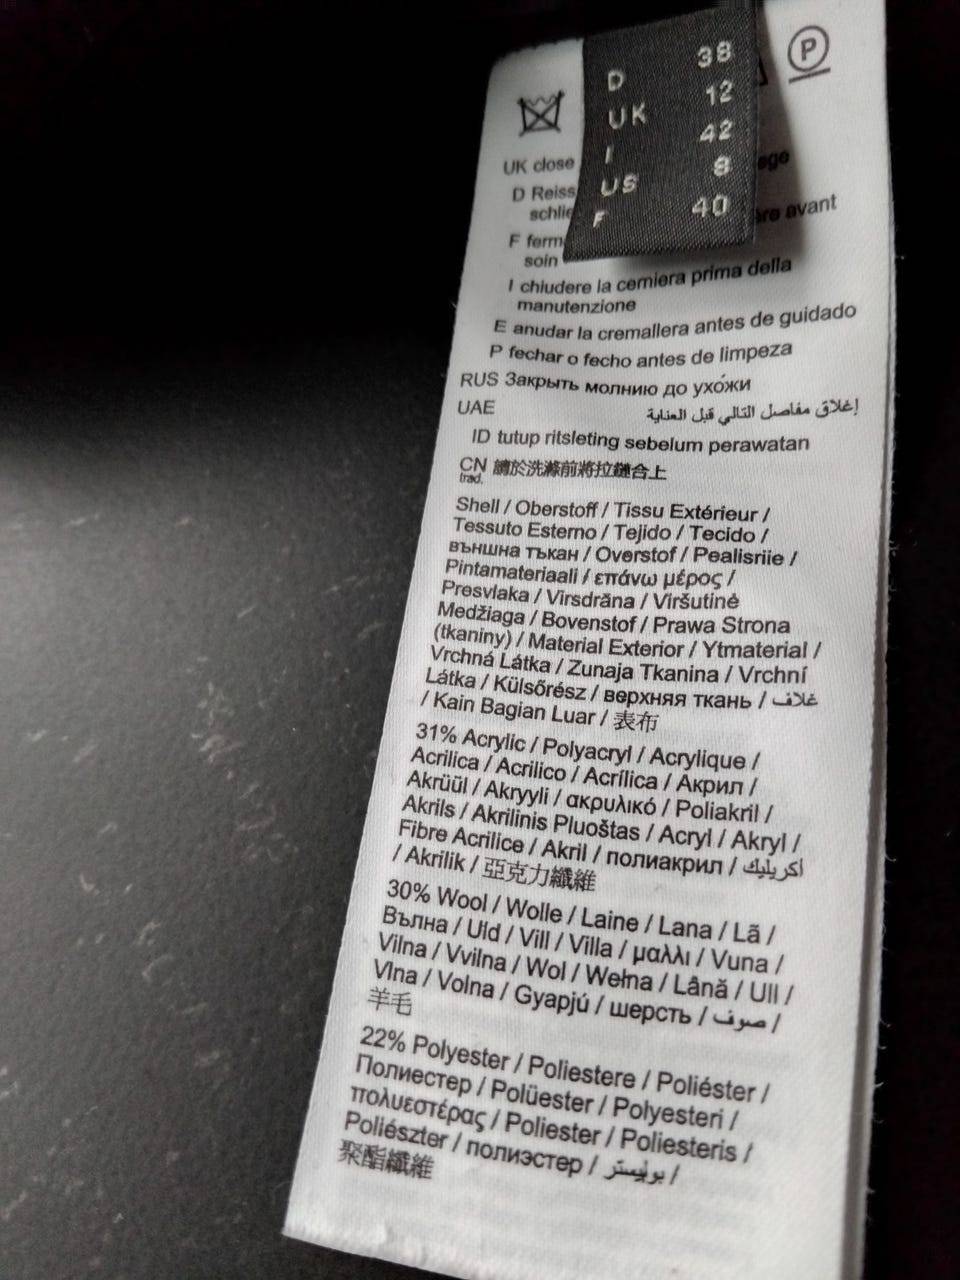 D 38
UK 12
I 42
US 8
F 40
P
UK close
D Reiss
schlie
F ferm ère avant
soin
I chiudere la cerniera prima della
manutenzione
E anudar la cremallera antes de guidado
P fechar o fecho antes de limpeza
RUS Закрыть молнию до ухо́жи
UAE إغلاق مفاصل التالي قبل العناية
ID tutup ritsleting sebelum perawatan
CN trad. 請於洗滌前將拉鏈合上
Shell / Oberstoff / Tissu Extérieur /
Tessuto Esterno / Tejido / Tecido /
външна тъкан / Overstof / Pealisriie /
Pintamateriaali / επάνω μέρος /
Presvlaka / Virsdrāna / Viršutinė
Medžiaga / Bovenstof / Prawa Strona
(tkaniny) / Material Exterior / Ytmaterial /
Vrchná Látka / Zunaja Tkanina / Vrchní
Látka / Külsőrész / верхняя ткань / غلاف
/ Kain Bagian Luar / 表布
31% Acrylic / Polyacryl / Acrylique /
Acrilica / Acrilico / Acrílica / Акрил /
Akrüül / Akryyli / ακρυλικό / Poliakril /
Akrils / Akrilinis Pluoštas / Acryl / Akryl /
Fibre Acrilice / Akril / полиакрил / اكريليك
/ Akrilik / 亞克力纖維
30% Wool / Wolle / Laine / Lana / Lã /
Вълна / Uld / Vill / Villa / μαλλι / Vuna /
Vilna / Vvilna / Wol / Wełna / Lână / Ull /
Vlna / Volna / Gyapjú / шерсть / صوف /
羊毛
22% Polyester / Poliestere / Poliéster /
Полиестер / Polüester / Polyesteri /
πολυεστέρας / Poliester / Poliesteris /
Poliészter / полиэстер / بوليستر /
聚酯纖維